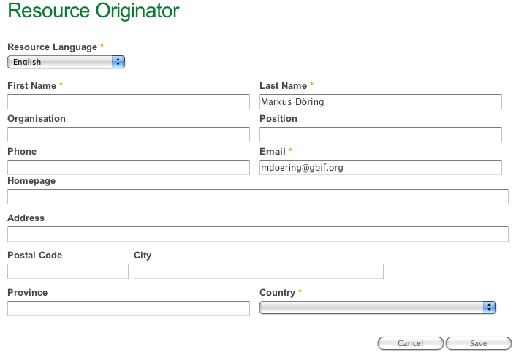 Resource Originator
Resource Language *
English
First Name * Last Name *
Markus Döring
Organisation Position
Phone Email *
mdoering@gbif.org
Homepage
Address
Postal Code City
Province Country *
Cancel Save